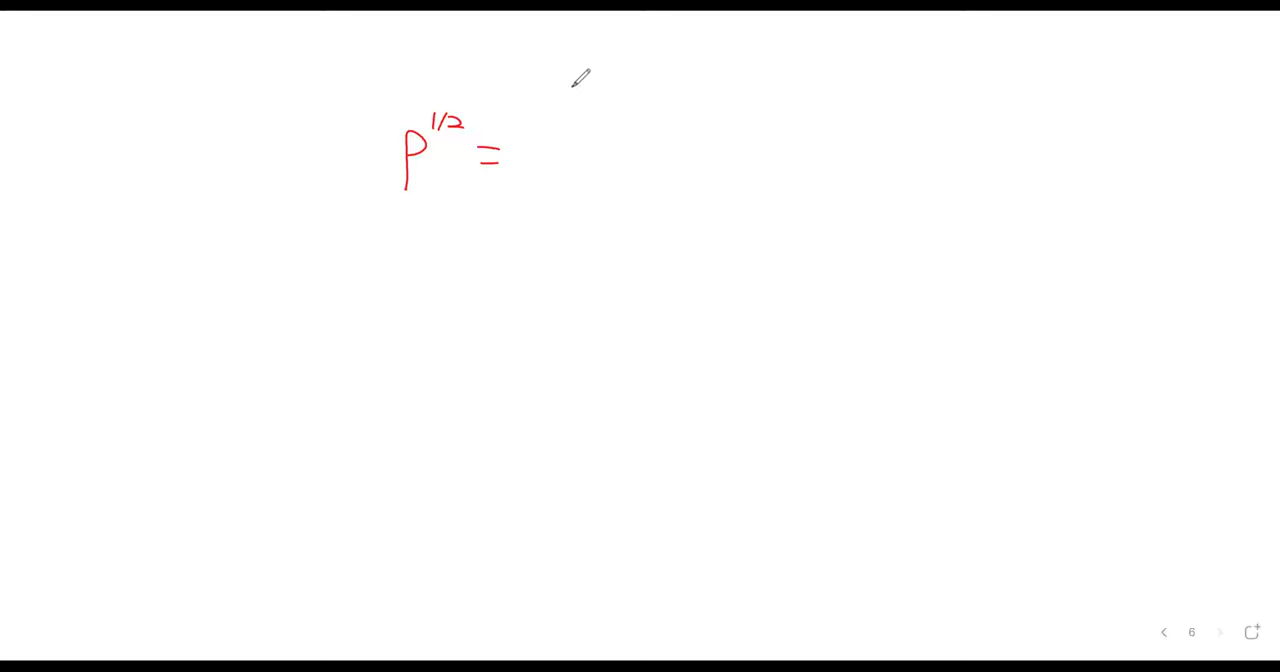 P^{1/2} =
6